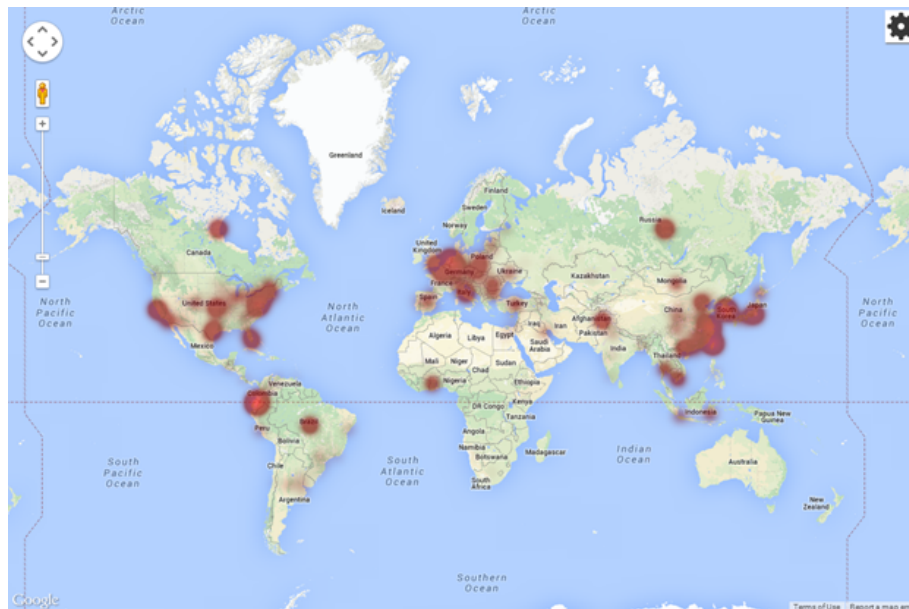 Arctic
Ocean
Arctic
Ocean
Greenland
Iceland
Finland
Sweden
Norway
Russia
Canada
United
Kingdom
Poland
Germany
Ukraine
Kazakhstan
France
Mongolia
North
Pacific
Ocean
United States
North
Atlantic
Ocean
Spain
Italy
Turkey
China
South
Korea
Japan
North
Pacific
Ocean
Afghanistan
Iraq
Iran
Pakistan
Algeria
Libya
Egypt
Saudi
Arabia
India
Mexico
Mali
Niger
Sudan
Chad
Thailand
Venezuela
Nigeria
Ethiopia
Colombia
DR Congo
Kenya
Indonesia
Papua New
Guinea
Tanzania
Peru
Brazil
Angola
Bolivia
Namibia
Madagascar
Botswana
Indian
Ocean
Australia
South
Pacific
Ocean
Chile
South
Atlantic
Ocean
South
Africa
Argentina
New
Zealand
Southern
Ocean
Google
Terms of Use
Report a map err